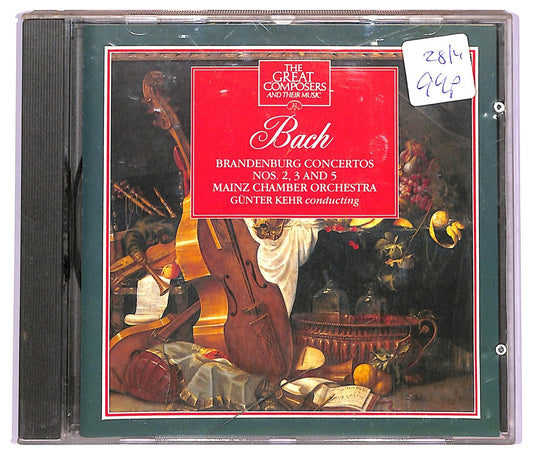 THE
GREAT
COMPOSERS
AND THEIR MUSIC
Bach
BRANDENBURG CONCERTOS
NOS. 2, 3 AND 5
MAINZ CHAMBER ORCHESTRA
GÜNTER KEHR conducting
28/4
99p